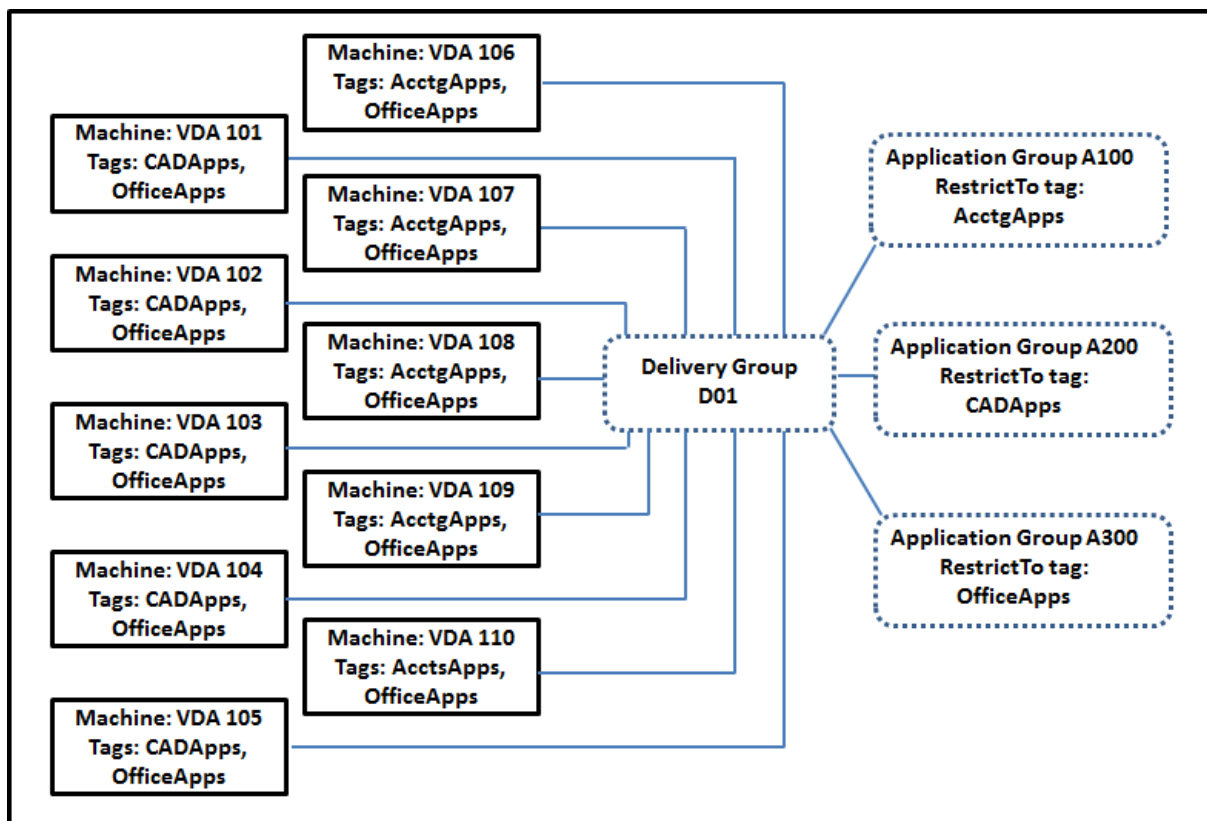 Machine: VDA 106
Tags: AcctgApps,
OfficeApps
Machine: VDA 101
Tags: CADApps,
OfficeApps
Machine: VDA 107
Tags: AcctgApps,
OfficeApps
Machine: VDA 102
Tags: CADApps,
OfficeApps
Machine: VDA 108
Tags: AcctgApps,
OfficeApps
Machine: VDA 103
Tags: CADApps,
OfficeApps
Machine: VDA 109
Tags: AcctgApps,
OfficeApps
Machine: VDA 104
Tags: CADApps,
OfficeApps
Machine: VDA 110
Tags: AcctsApps,
OfficeApps
Machine: VDA 105
Tags: CADApps,
OfficeApps
Delivery Group
D01
Application Group A100
RestrictTo tag:
AcctgApps
Application Group A200
RestrictTo tag:
CADApps
Application Group A300
RestrictTo tag:
OfficeApps